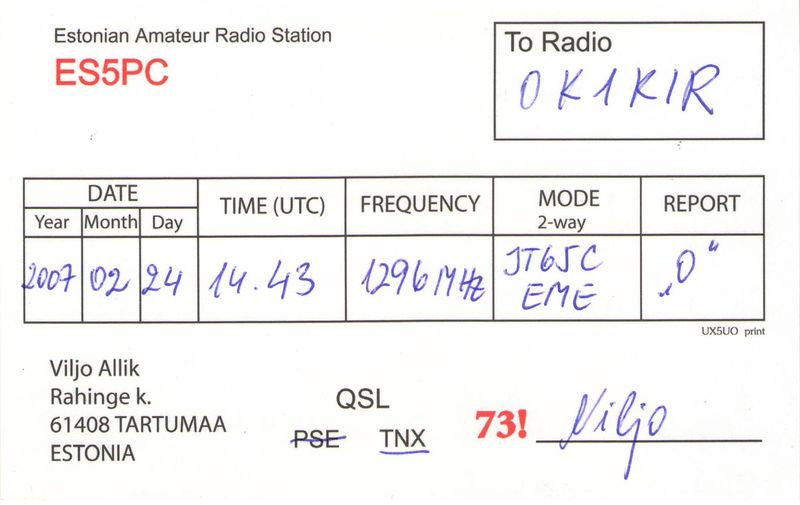 Estonian Amateur Radio Station
ES5PC
To Radio
OK1KIR
DATE
Year Month Day
TIME (UTC)
FREQUENCY
MODE
2-way
REPORT
2007 02 24 14.43 1296 MHz JT65C
EME
„O“
UX5UO print
Viljo Allik
Rahinge k.
61408 TARTUMAA
ESTONIA
QSL
PSE TNX
73! Viljo